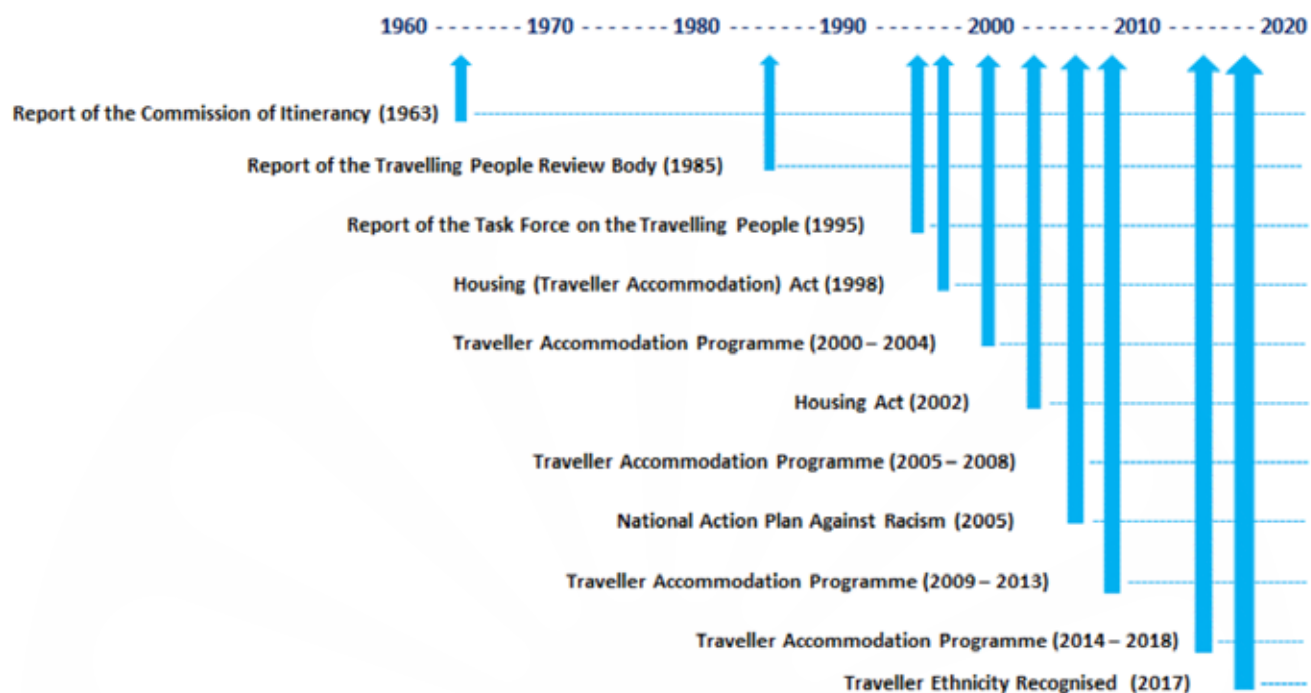 1960 - - - - - - - 1970 - - - - - - - 1980 - - - - - - - 1990 - - - - - - - 2000 - - - - - - - 2010 - - - - - - - 2020
Report of the Commission of Itinerancy (1963)
Report of the Travelling People Review Body (1985)
Report of the Task Force on the Travelling People (1995)
Housing (Traveller Accommodation) Act (1998)
Traveller Accommodation Programme (2000 – 2004)
Housing Act (2002)
Traveller Accommodation Programme (2005 – 2008)
National Action Plan Against Racism (2005)
Traveller Accommodation Programme (2009 – 2013)
Traveller Accommodation Programme (2014 – 2018)
Traveller Ethnicity Recognised (2017)